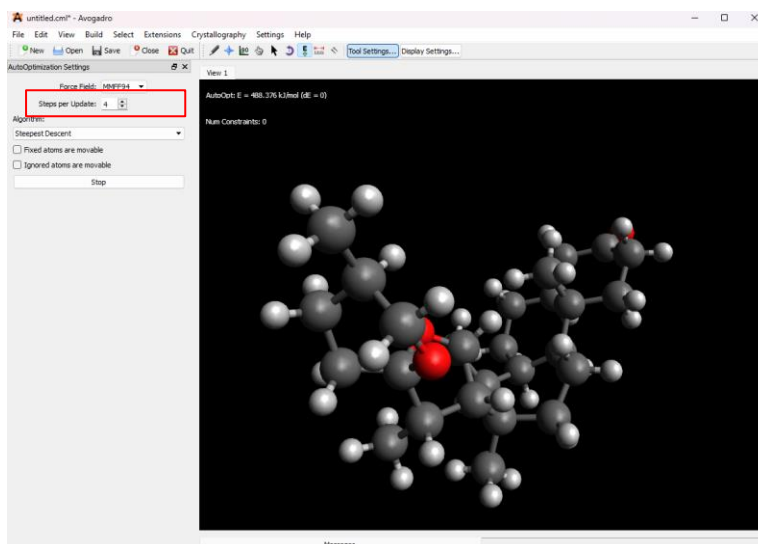 untitled.cml* - Avogadro
File Edit View Build Select Extensions Crystallography Settings Help
New Open Save Close Quit Tool Settings... Display Settings...
AutoOptimization Settings
View 1
Force Field: MMFF94
AutoOpt: E = 488.376 kJ/mol (dE = 0)
Steps per Update: 4
Num Constraints: 0
Algorithm:
Steepest Descent
Fixed atoms are movable
Ignored atoms are movable
Stop
Messages